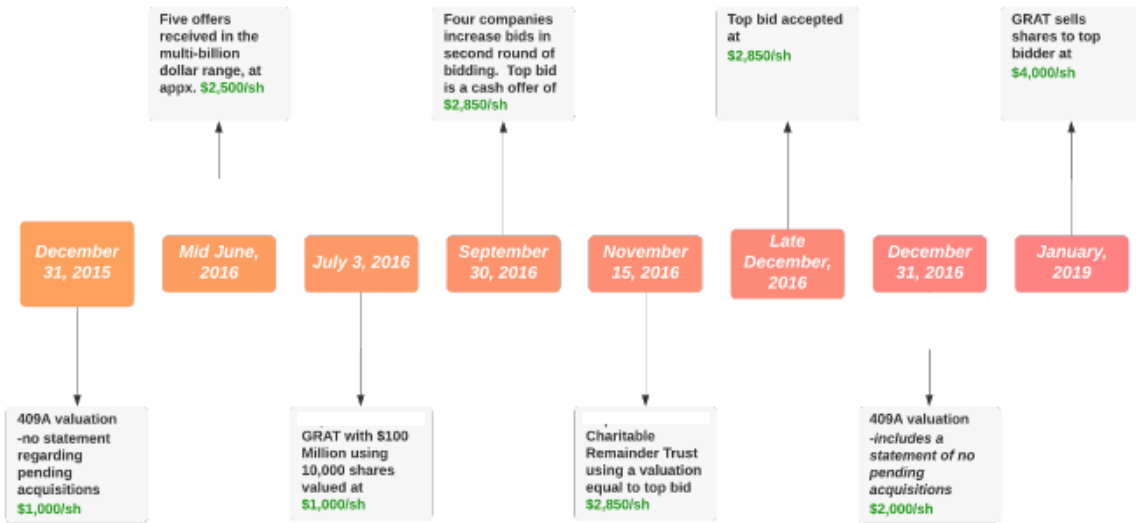 Five offers
received in the
multi-billion
dollar range, at
appx. $2,500/sh
Four companies
increase bids in
second round of
bidding. Top bid
is a cash offer of
$2,850/sh
Top bid accepted
at
$2,850/sh
GRAT sells
shares to top
bidder at
$4,000/sh
December
31, 2015
Mid June,
2016
July 3, 2016
September
30, 2016
November
15, 2016
Late
December,
2016
December
31, 2016
January,
2019
409A valuation
-no statement
regarding
pending
acquisitions
$1,000/sh
GRAT with $100
Million using
10,000 shares
valued at
$1,000/sh
Charitable
Remainder Trust
using a valuation
equal to top bid
$2,850/sh
409A valuation
-includes a
statement of no
pending
acquisitions
$2,000/sh